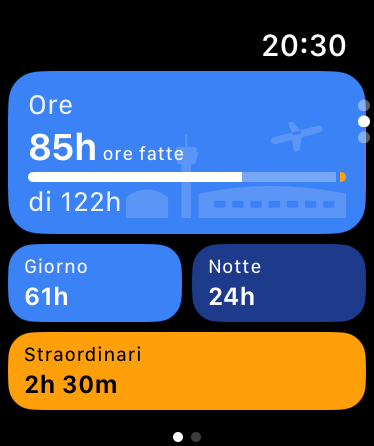 20:30
Ore
85h ore fatte
di 122h
Giorno
61h
Notte
24h
Straordinari
2h 30m